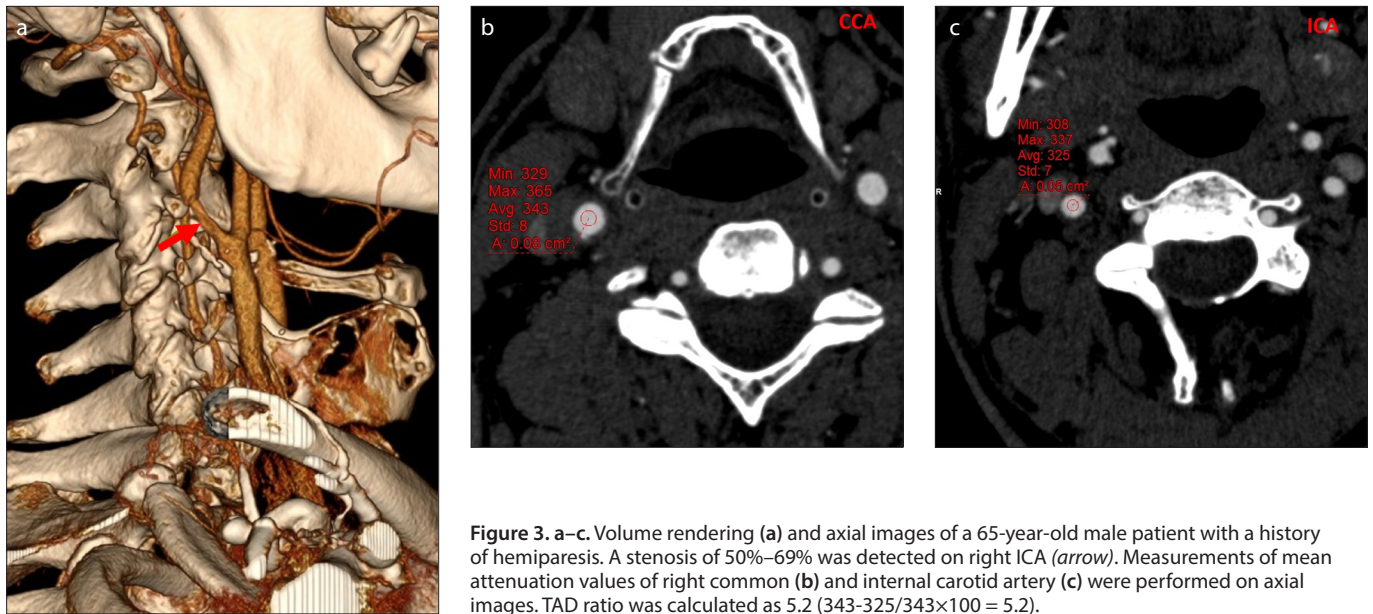 a
b
CCA
Min: 329
Max: 365
Avg: 343
Std: 8
A: 0.08 cm²
c
ICA
Min: 308
Max: 337
Avg: 325
Std: 7
A: 0.05 cm²
R
Figure 3. a–c. Volume rendering (a) and axial images of a 65-year-old male patient with a history
of hemiparesis. A stenosis of 50%–69% was detected on right ICA (arrow). Measurements of mean
attenuation values of right common (b) and internal carotid artery (c) were performed on axial
images. TAD ratio was calculated as 5.2 (343-325/343×100 = 5.2).